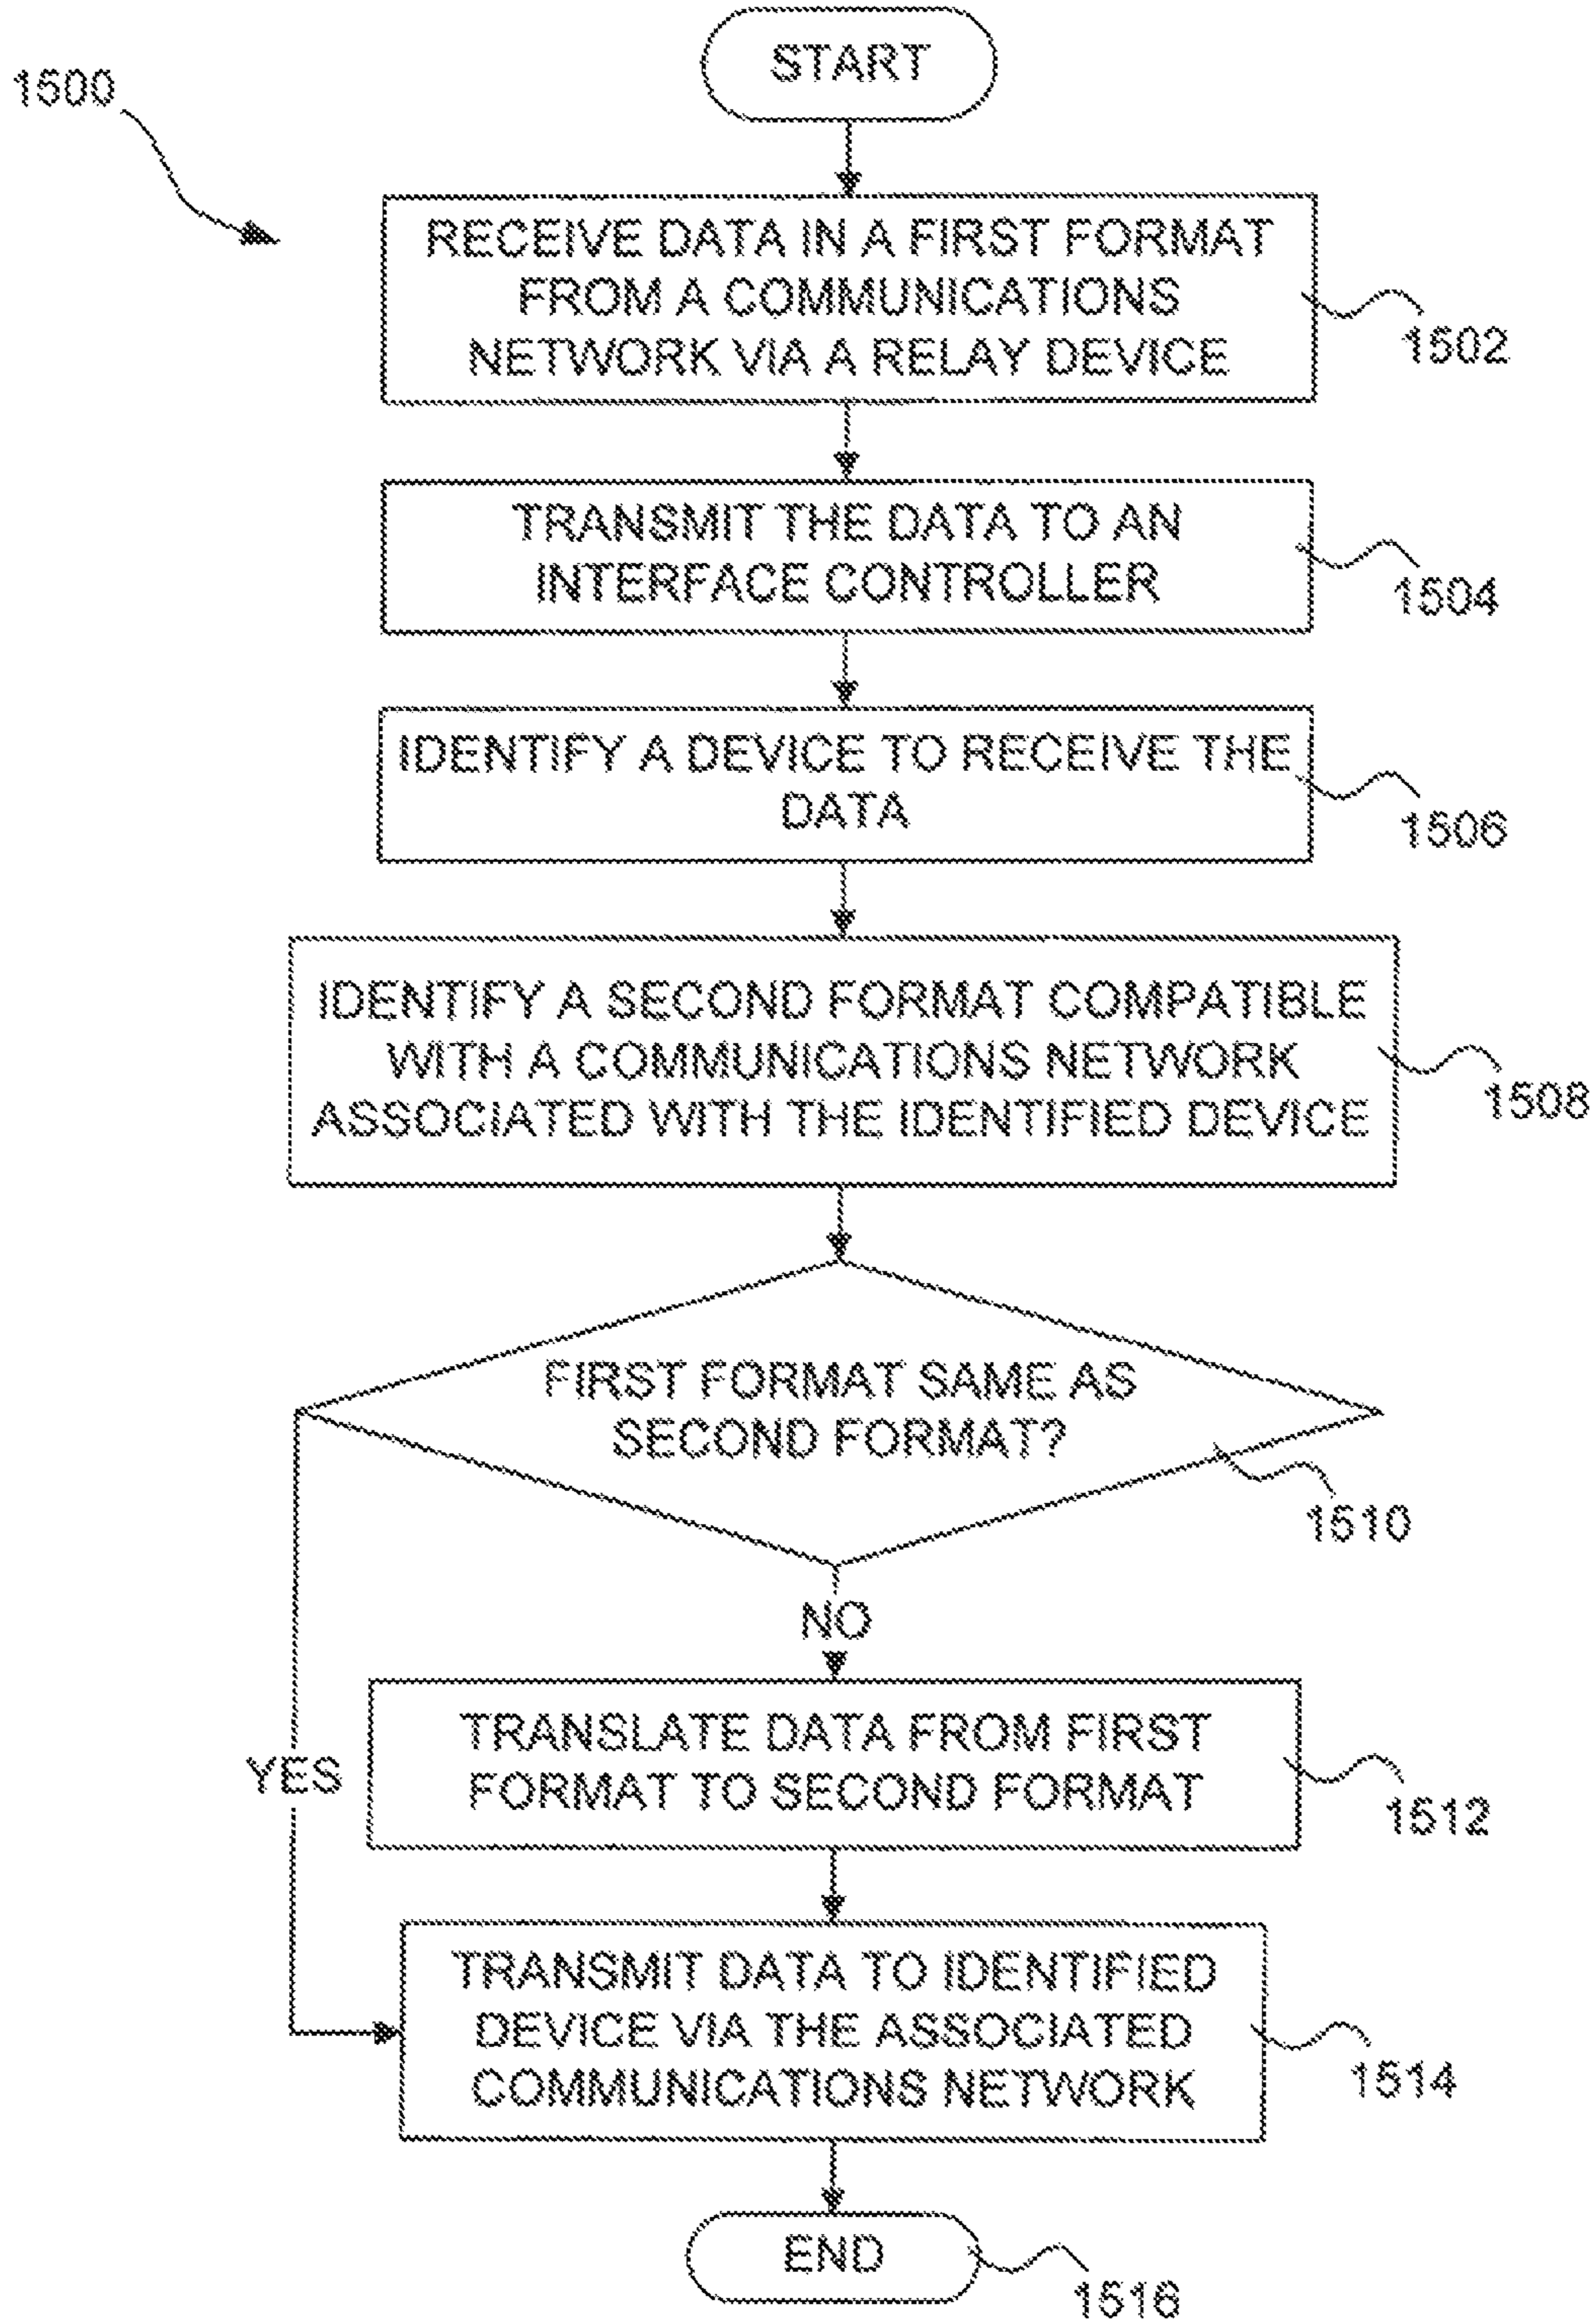 START
1500
RECEIVE DATA IN A FIRST FORMAT
FROM A COMMUNICATIONS
NETWORK VIA A RELAY DEVICE
1502
TRANSMIT THE DATA TO AN
INTERFACE CONTROLLER
1504
IDENTIFY A DEVICE TO RECEIVE THE
DATA
1506
IDENTIFY A SECOND FORMAT COMPATIBLE
WITH A COMMUNICATIONS NETWORK
ASSOCIATED WITH THE IDENTIFIED DEVICE
1508
FIRST FORMAT SAME AS
SECOND FORMAT?
1510
NO
YES
TRANSLATE DATA FROM FIRST
FORMAT TO SECOND FORMAT
1512
TRANSMIT DATA TO IDENTIFIED
DEVICE VIA THE ASSOCIATED
COMMUNICATIONS NETWORK
1514
END
1516